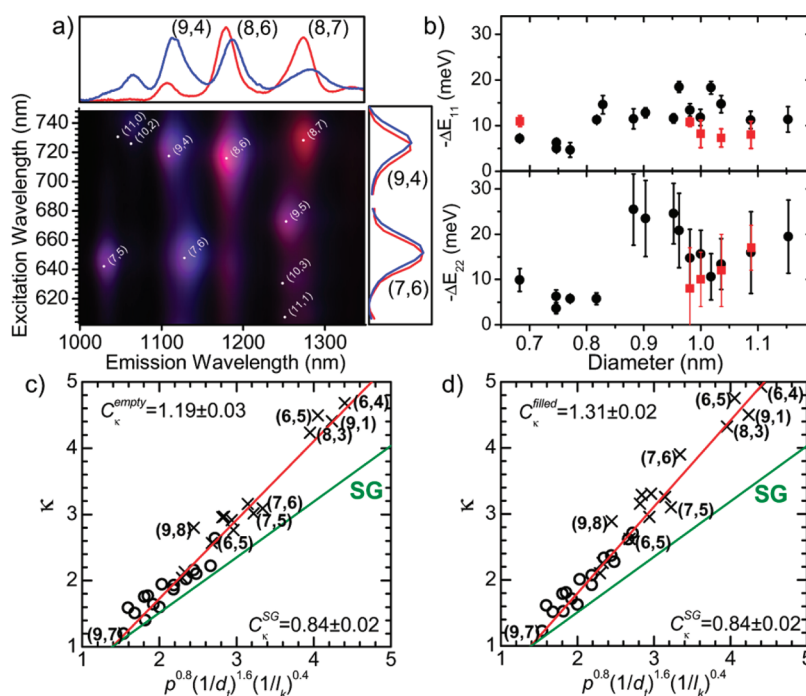 a)
(9,4) (8,6) (8,7)
Excitation Wavelength (nm)
740
720
700
680
660
640
620
600
(11,0)
(10,2)
(9,4)
(8,6)
(8,7)
(9,5)
(7,5)
(7,6)
(10,3)
(11,1)
(9,4)
(7,6)
1000 1100 1200 1300
Emission Wavelength (nm)
b)
-ΔE11 (meV)
30
20
10
0
-ΔE22 (meV)
30
20
10
0
0.7 0.8 0.9 1.0 1.1
Diameter (nm)
c)
κ
5
4
3
2
1
Cκ^empty=1.19±0.03
(6,5) (6,4)
(9,1)
(8,3)
SG
(7,6)
(9,8)
(7,5)
(6,5)
Cκ^SG=0.84±0.02
(9,7)
1 2 3 4 5
p^0.8(1/dt)^1.6(1/lk)^0.4
d)
κ
5
4
3
2
1
Cκ^filled=1.31±0.02
(6,5) (6,4)
(9,1)
(8,3)
(7,6)
SG
(9,8)
(7,5)
(6,5)
Cκ^SG=0.84±0.02
(9,7)
1 2 3 4 5
p^0.8(1/dt)^1.6(1/lk)^0.4